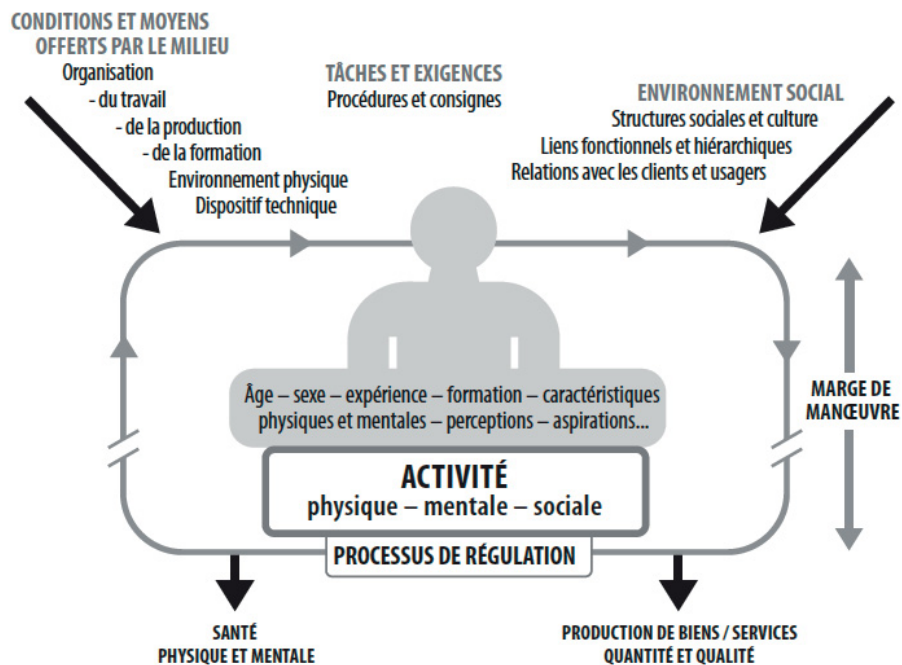 CONDITIONS ET MOYENS
OFFERTS PAR LE MILIEU
Organisation
- du travail
- de la production
- de la formation
Environnement physique
Dispositif technique
TÂCHES ET EXIGENCES
Procédures et consignes
ENVIRONNEMENT SOCIAL
Structures sociales et culture
Liens fonctionnels et hiérarchiques
Relations avec les clients et usagers
Âge – sexe – expérience – formation – caractéristiques
physiques et mentales – perceptions – aspirations...
MARGE DE
MANŒUVRE
ACTIVITÉ
physique – mentale – sociale
PROCESSUS DE RÉGULATION
SANTÉ
PHYSIQUE ET MENTALE
PRODUCTION DE BIENS / SERVICES
QUANTITÉ ET QUALITÉ